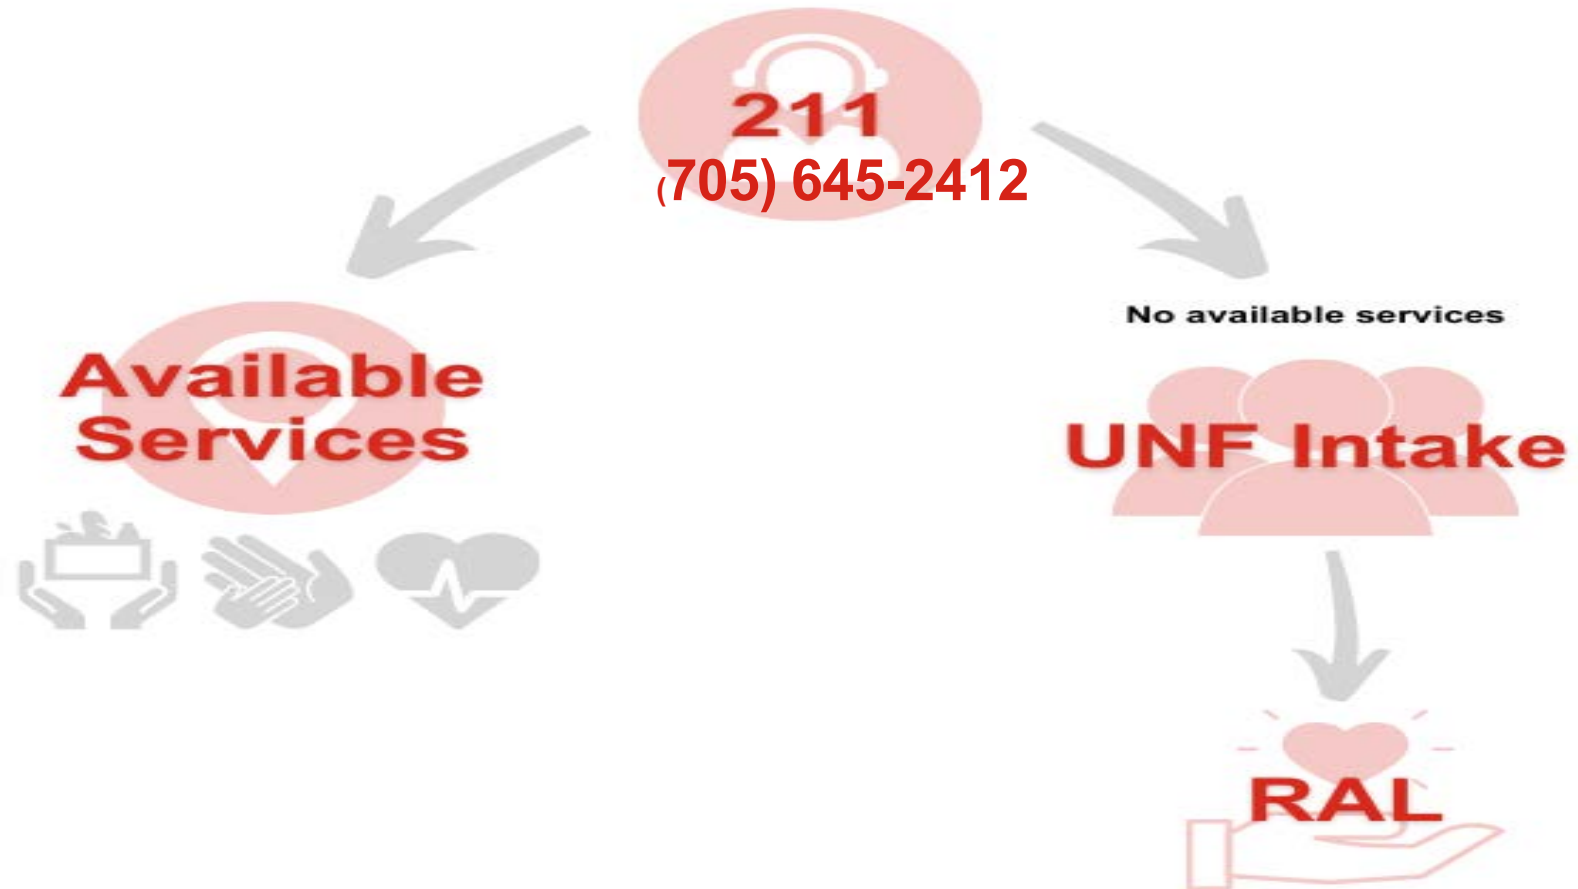 211
(705) 645-2412
Available
Services
No available services
UNF Intake
RAL